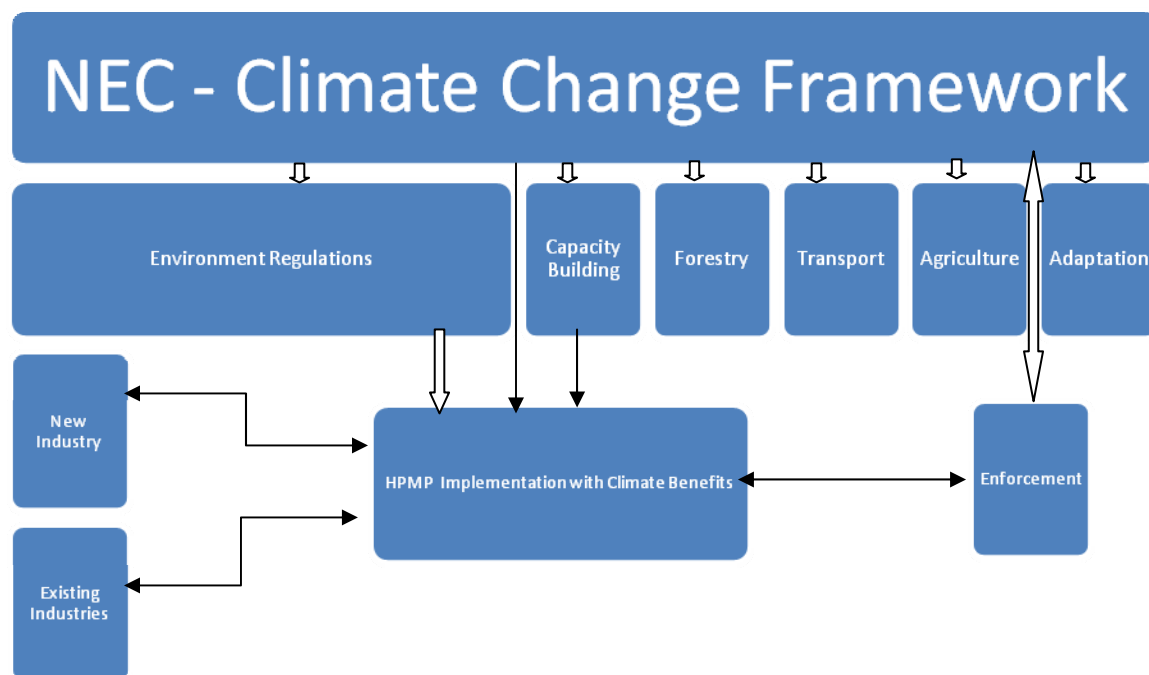 NEC - Climate Change Framework
Environment Regulations
Capacity
Building
Forestry
Transport
Agriculture
Adaptation
New
Industry
HPMP Implementation with Climate Benefits
Enforcement
Existing
Industries